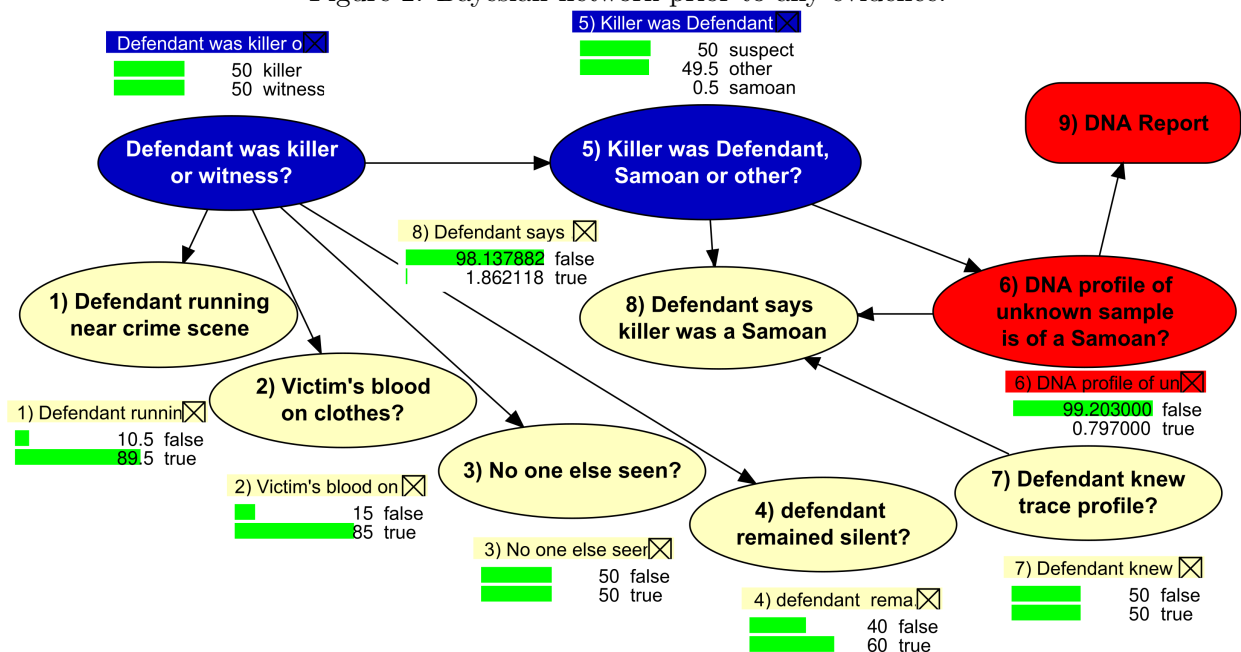 Figure 2: Bayesian network prior to any evidence.
Defendant was killer o
50 killer
50 witness
5) Killer was Defendant
50 suspect
49.5 other
0.5 samoan
Defendant was killer
or witness?
5) Killer was Defendant,
Samoan or other?
9) DNA Report
8) Defendant says
98.137882 false
1.862118 true
1) Defendant running
near crime scene
8) Defendant says
killer was a Samoan
6) DNA profile of
unknown sample
is of a Samoan?
6) DNA profile of un
99.203000 false
0.797000 true
1) Defendant runnin
10.5 false
89.5 true
2) Victim's blood
on clothes?
2) Victim's blood on
15 false
85 true
3) No one else seen?
3) No one else seer
50 false
50 true
4) defendant
remained silent?
4) defendant rema.
40 false
60 true
7) Defendant knew
trace profile?
7) Defendant knew
50 false
50 true